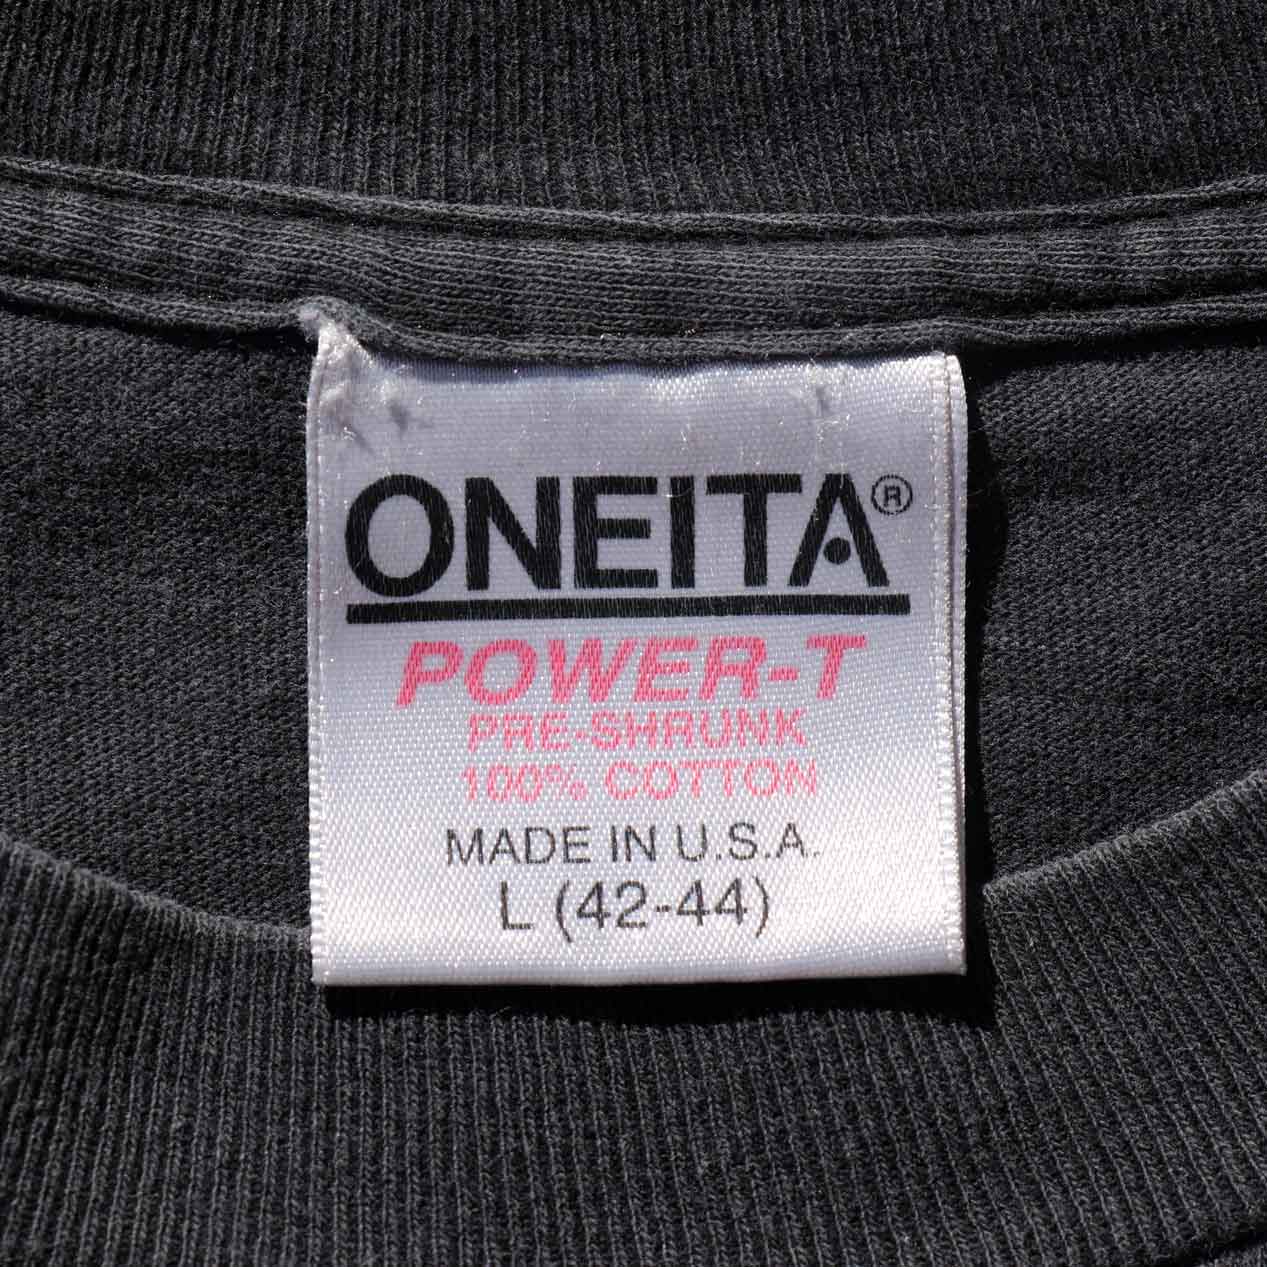 ONEITA®
POWER-T
PRE-SHRUNK
100% COTTON
MADE IN U.S.A.
L (42-44)